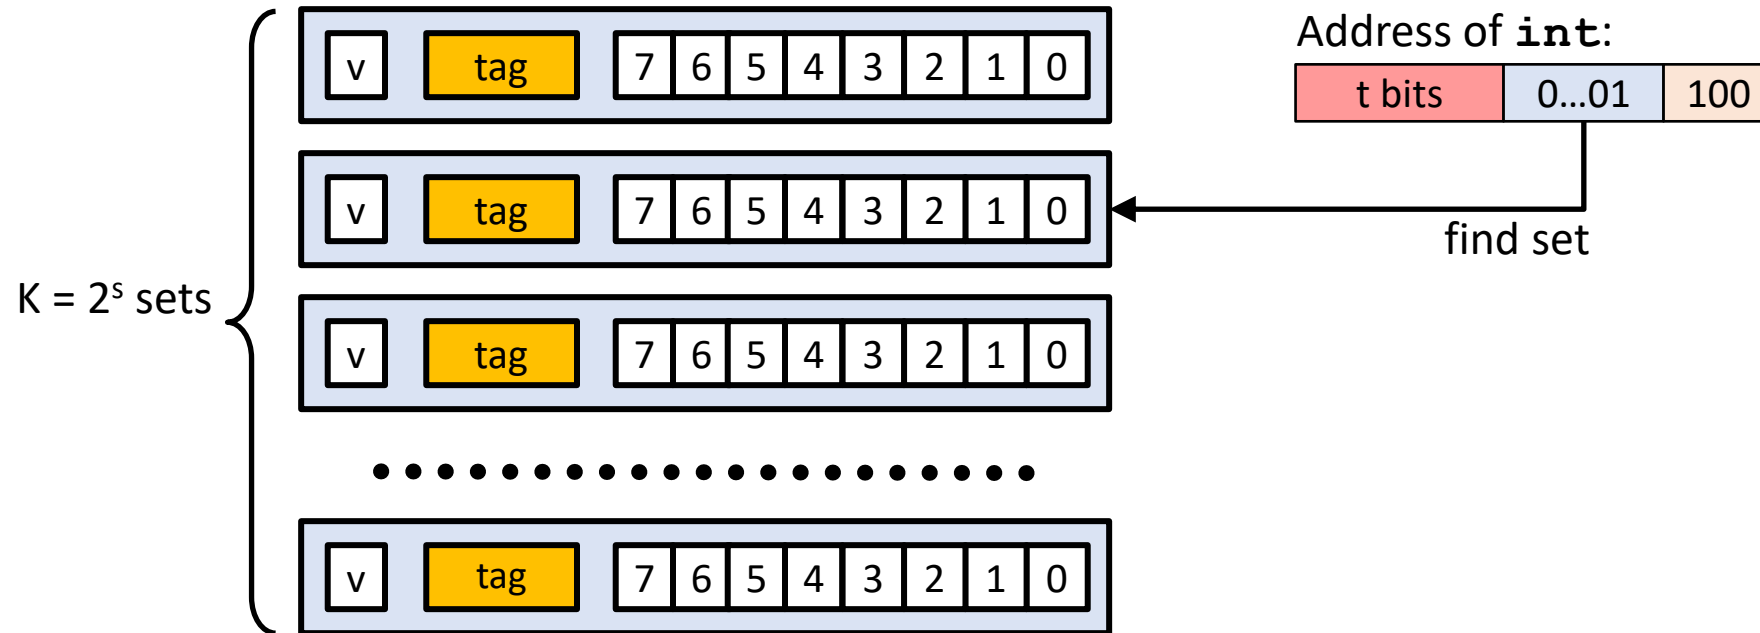 v tag 7 6 5 4 3 2 1 0
Address of int:
t bits 0...01 100
v tag 7 6 5 4 3 2 1 0
find set
K = 2ˢ sets
v tag 7 6 5 4 3 2 1 0
v tag 7 6 5 4 3 2 1 0